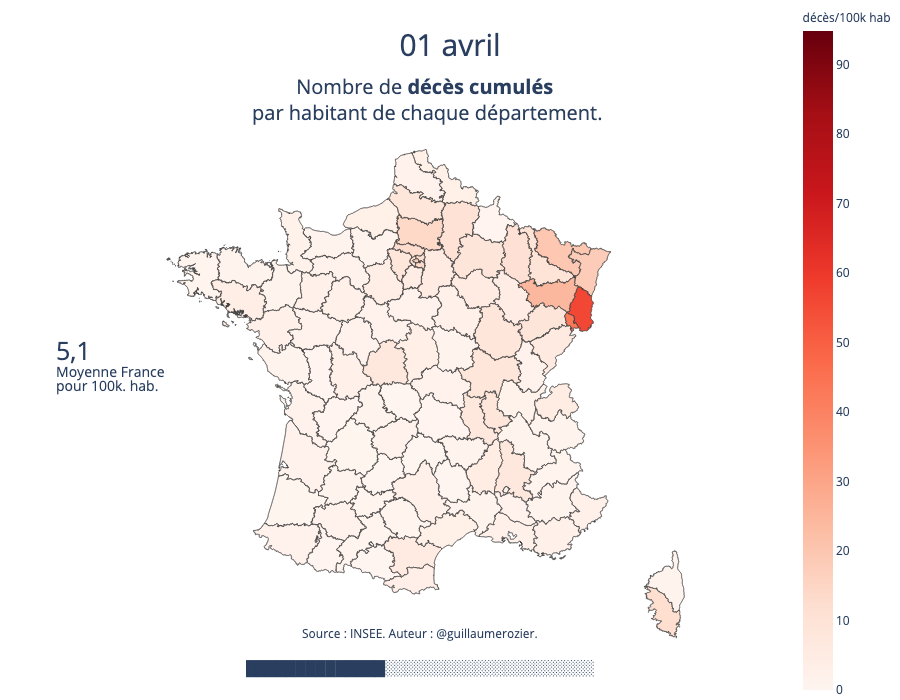 décès/100k hab
01 avril
Nombre de décès cumulés
par habitant de chaque département.
90
80
70
60
50
40
30
20
10
0
5,1
Moyenne France
pour 100k. hab.
Source : INSEE. Auteur : @guillaumerozier.